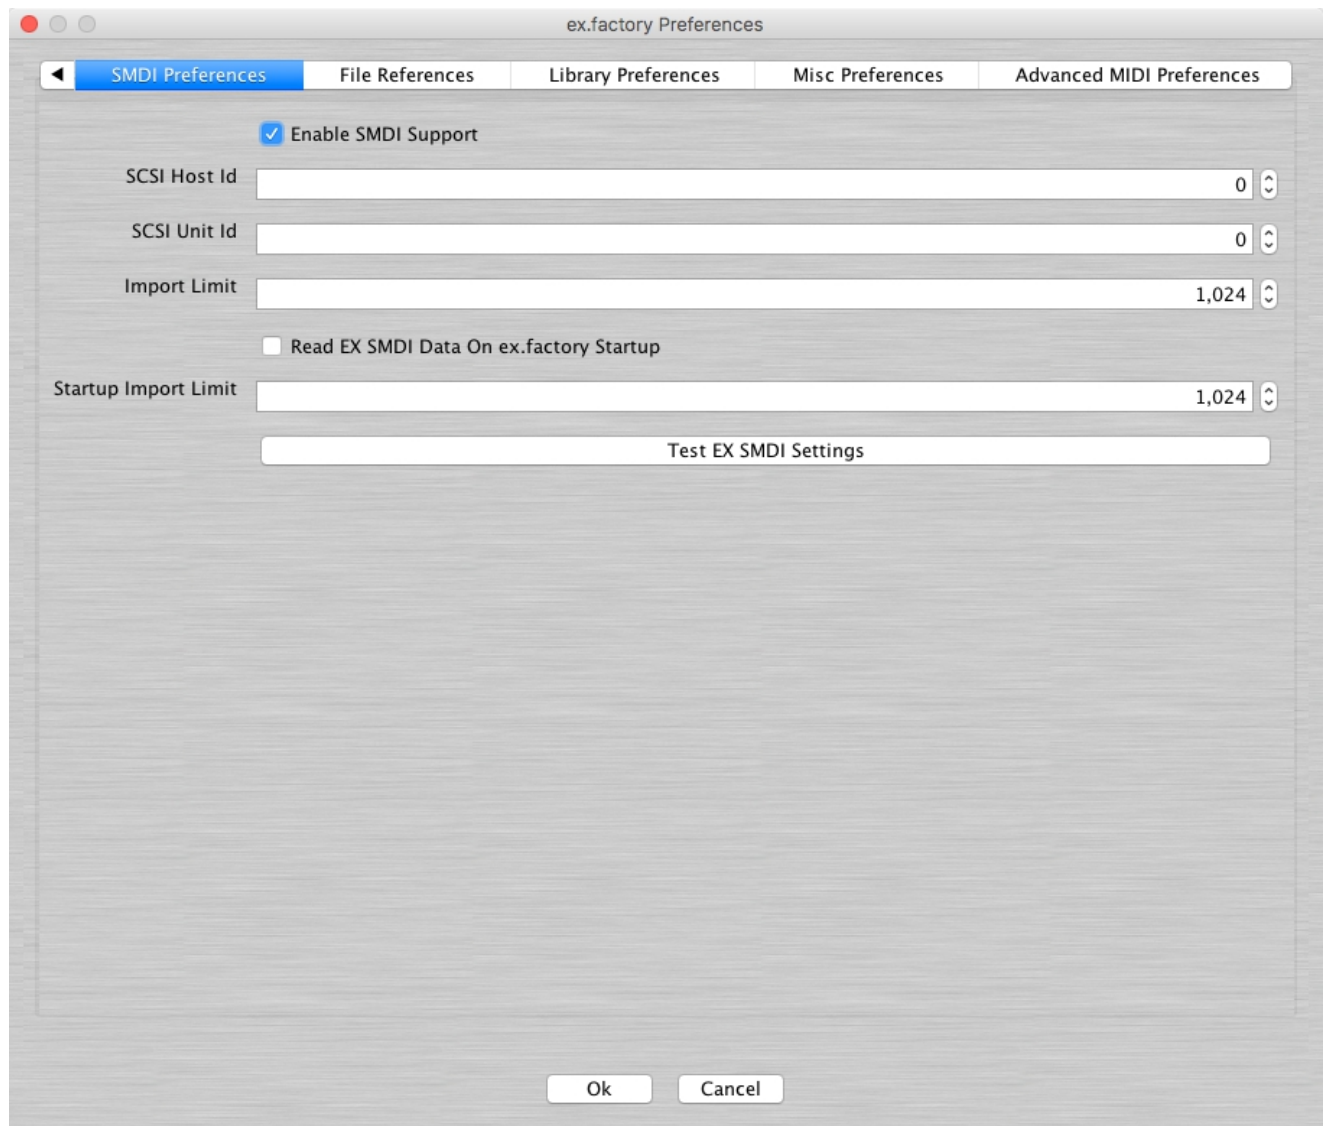 ex.factory Preferences
SMDI Preferences File References Library Preferences Misc Preferences Advanced MIDI Preferences
Enable SMDI Support
SCSI Host Id 0
SCSI Unit Id 0
Import Limit 1,024
Read EX SMDI Data On ex.factory Startup
Startup Import Limit 1,024
Test EX SMDI Settings
Ok Cancel